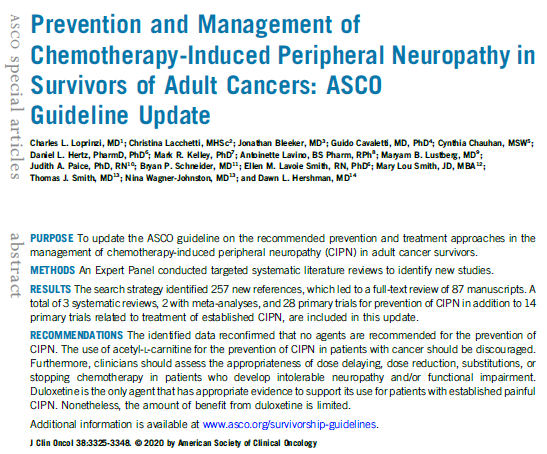 ASCO special articles
Prevention and Management of
Chemotherapy-Induced Peripheral Neuropathy in
Survivors of Adult Cancers: ASCO
Guideline Update
Charles L. Loprinzi, MD1; Christina Lacchetti, MHSc2; Jonathan Bleeker, MD3; Guido Cavaletti, MD, PhD4; Cynthia Chauhan, MSW5;
Daniel L. Hertz, PharmD, PhD6; Mark R. Kelley, PhD7; Antoinette Lavino, BS Pharm, RPh8; Maryam B. Lustberg, MD9;
Judith A. Paice, PhD, RN10; Bryan P. Schneider, MD11; Ellen M. Lavoie Smith, RN, PhD6; Mary Lou Smith, JD, MBA12;
Thomas J. Smith, MD13; Nina Wagner-Johnston, MD13; and Dawn L. Hershman, MD14
abstract
PURPOSE To update the ASCO guideline on the recommended prevention and treatment approaches in the
management of chemotherapy-induced peripheral neuropathy (CIPN) in adult cancer survivors.
METHODS An Expert Panel conducted targeted systematic literature reviews to identify new studies.
RESULTS The search strategy identified 257 new references, which led to a full-text review of 87 manuscripts. A
total of 3 systematic reviews, 2 with meta-analyses, and 28 primary trials for prevention of CIPN in addition to 14
primary trials related to treatment of established CIPN, are included in this update.
RECOMMENDATIONS The identified data reconfirmed that no agents are recommended for the prevention of
CIPN. The use of acetyl-L-carnitine for the prevention of CIPN in patients with cancer should be discouraged.
Furthermore, clinicians should assess the appropriateness of dose delaying, dose reduction, substitutions, or
stopping chemotherapy in patients who develop intolerable neuropathy and/or functional impairment.
Duloxetine is the only agent that has appropriate evidence to support its use for patients with established painful
CIPN. Nonetheless, the amount of benefit from duloxetine is limited.
Additional information is available at www.asco.org/survivorship-guidelines.
J Clin Oncol 38:3325-3348. © 2020 by American Society of Clinical Oncology